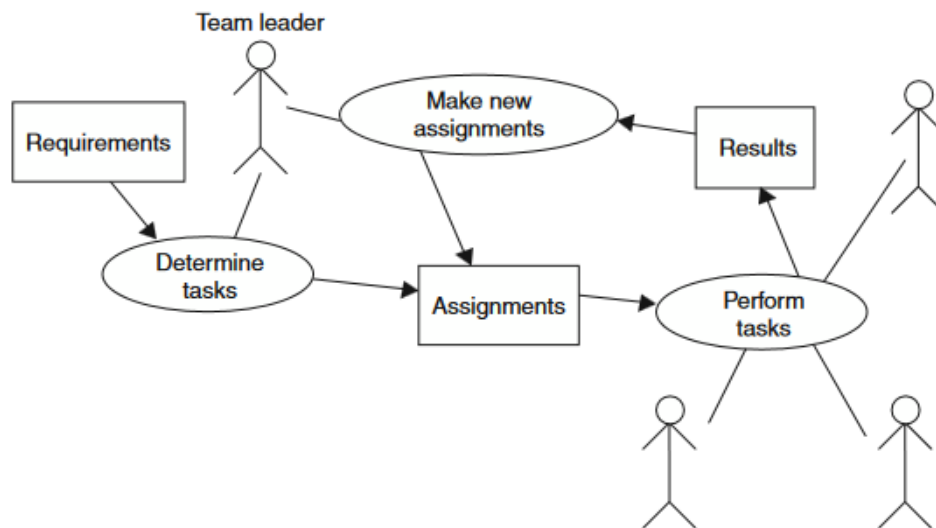 Team leader
Make new
assignments
Requirements
Results
Determine
tasks
Assignments
Perform
tasks